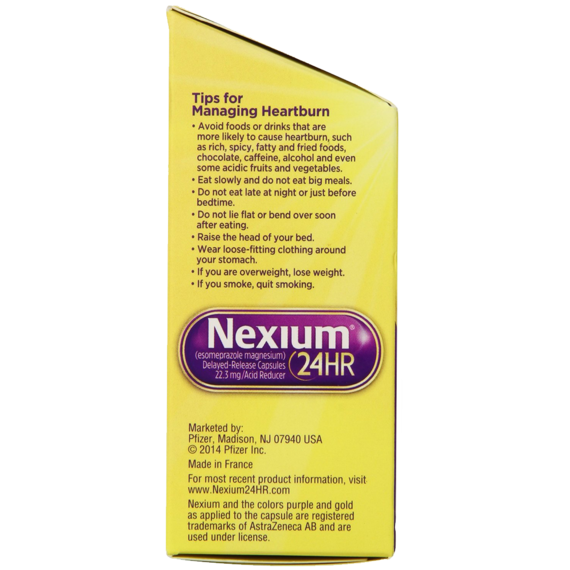 Tips for
Managing Heartburn
• Avoid foods or drinks that are
more likely to cause heartburn, such
as rich, spicy, fatty and fried foods,
chocolate, caffeine, alcohol and even
some acidic fruits and vegetables.
• Eat slowly and do not eat big meals.
• Do not eat late at night or just before
bedtime.
• Do not lie flat or bend over soon
after eating.
• Raise the head of your bed.
• Wear loose-fitting clothing around
your stomach.
• If you are overweight, lose weight.
• If you smoke, quit smoking.
Nexium®
(esomeprazole magnesium)
Delayed-Release Capsules
22.3 mg/Acid Reducer
24HR
Marketed by:
Pfizer, Madison, NJ 07940 USA
© 2014 Pfizer Inc.
Made in France
For most recent product information, visit
www.Nexium24HR.com
Nexium and the colors purple and gold
as applied to the capsule are registered
trademarks of AstraZeneca AB and are
used under license.